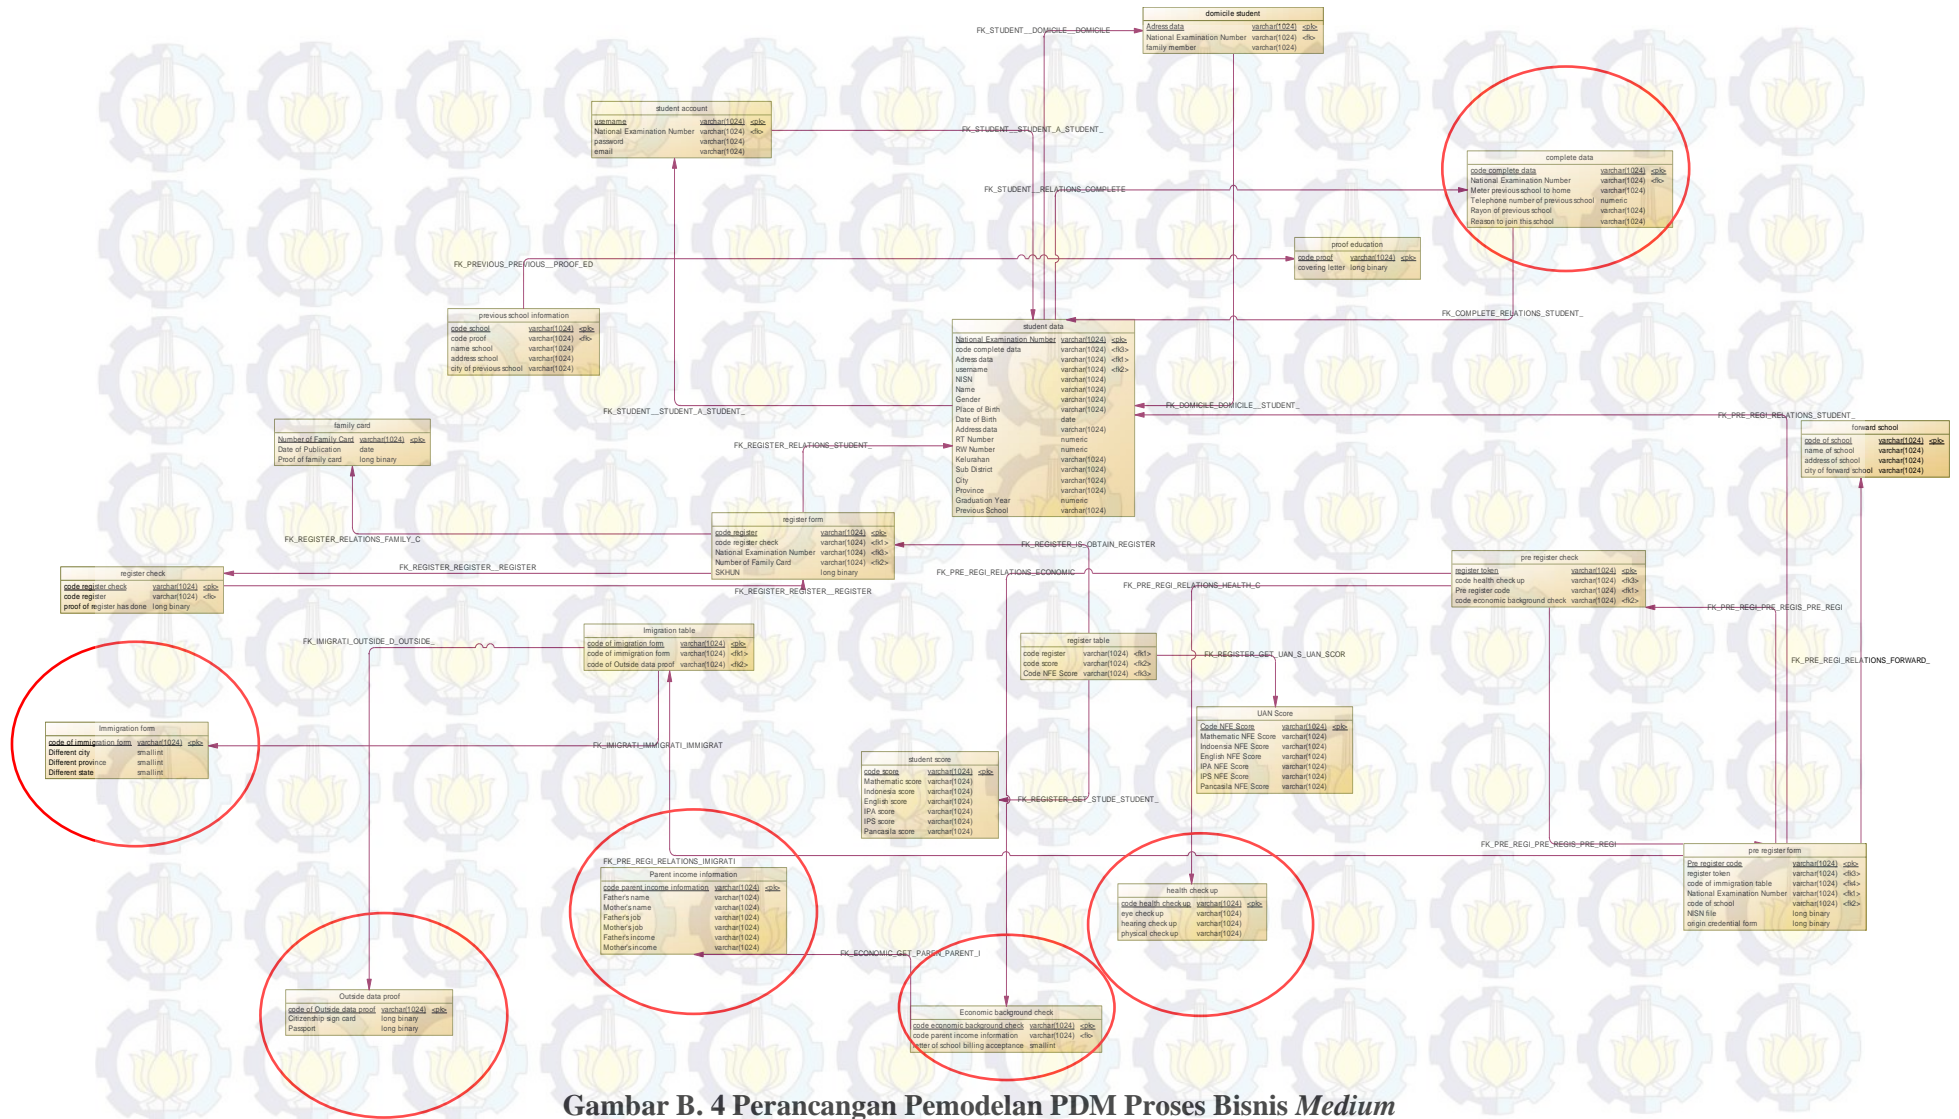 domicile student
Adress data varchar(1024) <pk>
National Examination Number varchar(1024) <fk>
family member varchar(1024)
FK_STUDENT__DOMICILE__DOMICILE
student account
username varchar(1024) <pk>
National Examination Number varchar(1024) <fk>
password varchar(1024)
email varchar(1024)
FK_STUDENT__STUDENT_A_STUDENT_
complete data
code complete data varchar(1024) <pk>
National Examination Number varchar(1024) <fk>
Meter previous school to home varchar(1024)
Telephone number of previous school numeric
Rayon of previous school varchar(1024)
Reason to join this school varchar(1024)
FK_STUDENT__RELATIONS_COMPLETE
proof education
code proof varchar(1024) <pk>
covering letter long binary
FK_PREVIOUS_PREVIOUS__PROOF_ED
previous school information
code school varchar(1024) <pk>
code proof varchar(1024) <fk>
name school varchar(1024)
address school varchar(1024)
city of previous school varchar(1024)
FK_COMPLETE_RELATIONS_STUDENT_
student data
National Examination Number varchar(1024) <pk>
code complete data varchar(1024) <fk3>
Adress data varchar(1024) <fk1>
username varchar(1024) <fk2>
NISN varchar(1024)
Name varchar(1024)
Gender varchar(1024)
Place of Birth varchar(1024)
Date of Birth date
Address data varchar(1024)
RT Number numeric
RW Number numeric
Kelurahan varchar(1024)
Sub District varchar(1024)
City varchar(1024)
Province varchar(1024)
Graduation Year numeric
Previous School varchar(1024)
FK_STUDENT__STUDENT_A_STUDENT_
FK_DOMICILE_DOMICILE__STUDENT_
FK_PRE_REGI_RELATIONS_STUDENT_
family card
Number of Family Card varchar(1024) <pk>
Date of Publication date
Proof of family card long binary
forward school
code of school varchar(1024) <pk>
name of school varchar(1024)
address of school varchar(1024)
city of forward school varchar(1024)
FK_REGISTER_RELATIONS_STUDENT_
register form
code register varchar(1024) <pk>
code register check varchar(1024) <fk1>
National Examination Number varchar(1024) <fk3>
Number of Family Card varchar(1024) <fk2>
SKHUN long binary
FK_REGISTER_RELATIONS_FAMILY_C
FK_REGISTER_IS_OBTAIN_REGISTER
register check
code register check varchar(1024) <pk>
code register varchar(1024) <fk>
proof of register has done long binary
FK_REGISTER_REGISTER__REGISTER
FK_REGISTER_REGISTER__REGISTER
FK_PRE_REGI_RELATIONS_ECONOMIC
FK_PRE_REGI_RELATIONS_HEALTH_C
pre register check
register token varchar(1024) <pk>
code health check up varchar(1024) <fk3>
Pre register code varchar(1024) <fk1>
code economic background check varchar(1024) <fk2>
FK_PRE_REGI_PRE_REGIS_PRE_REGI
Imigration table
code of imigration form varchar(1024) <pk>
code of immigration form varchar(1024) <fk1>
code of Outside data proof varchar(1024) <fk2>
FK_IMIGRATI_OUTSIDE_D_OUTSIDE_
register table
code register varchar(1024) <fk1>
code score varchar(1024) <fk2>
Code NFE Score varchar(1024) <fk3>
FK_REGISTER_GET_UAN_S_UAN_SCOR
FK_PRE_REGI_RELATIONS_FORWARD_
Immigration form
code of immigration form varchar(1024) <pk>
Different city smallint
Different province smallint
Different state smallint
FK_IMIGRATI_IMMIGRATI_IMMIGRAT
UAN Score
Code NFE Score varchar(1024) <pk>
Mathematic NFE Score varchar(1024)
Indoensia NFE Score varchar(1024)
English NFE Score varchar(1024)
IPA NFE Score varchar(1024)
IPS NFE Score varchar(1024)
Pancasila NFE Score varchar(1024)
student score
code score varchar(1024) <pk>
Mathematic score varchar(1024)
Indonesia score varchar(1024)
English score varchar(1024)
IPA score varchar(1024)
IPS score varchar(1024)
Pancasila score varchar(1024)
FK_REGISTER_GET_STUDE_STUDENT_
FK_PRE_REGI_PRE_REGIS_PRE_REGI
FK_PRE_REGI_RELATIONS_IMIGRATI
pre register form
Pre register code varchar(1024) <pk>
register token varchar(1024) <fk3>
code of immigration table varchar(1024) <fk4>
National Examination Number varchar(1024) <fk1>
code of school varchar(1024) <fk2>
NISN file long binary
origin credential form long binary
Parent income information
code parent income information varchar(1024) <pk>
Father's name varchar(1024)
Mother's name varchar(1024)
Father's job varchar(1024)
Mother's job varchar(1024)
Father's income varchar(1024)
Mother's income varchar(1024)
health check up
code health check up varchar(1024) <pk>
eye check up varchar(1024)
hearing check up varchar(1024)
physical check up varchar(1024)
FK_ECONOMIC_GET_PAREN_PARENT_I
Outside data proof
code of Outside data proof varchar(1024) <pk>
Citizenship sign card long binary
Passport long binary
Economic background check
code economic background check varchar(1024) <pk>
code parent income information varchar(1024) <fk>
letter of school billing acceptance smallint
Gambar B. 4 Perancangan Pemodelan PDM Proses Bisnis Medium